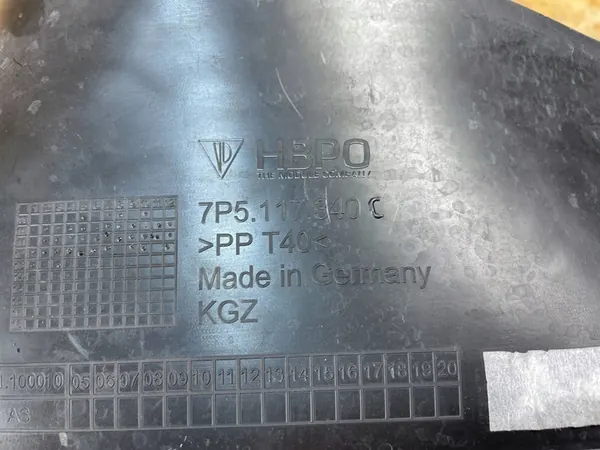 HBPO
THE MODULE COMPANY
7P5.117.340 C
>PP T40<
Made in Germany
KGZ
05 06 07 08 09 10 11 12 13 14 15 16 17 18 19 20
AS